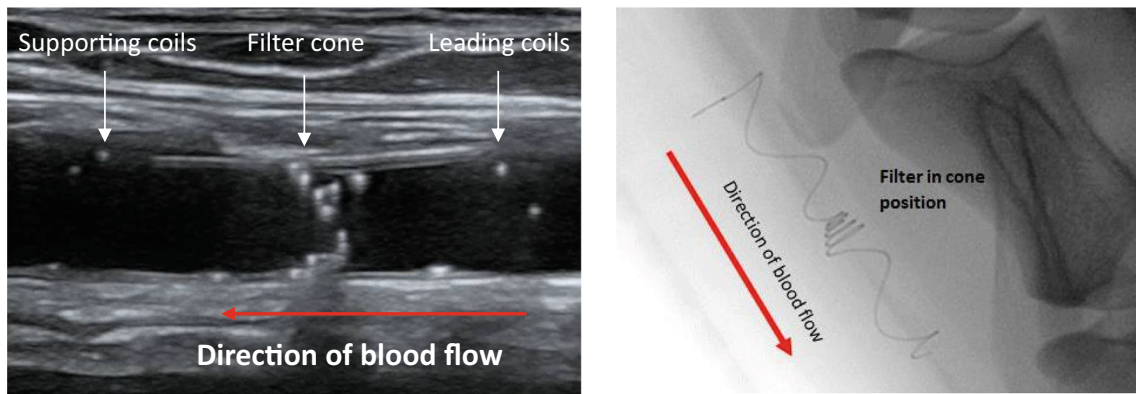 Supporting coils
Filter cone
Leading coils
Direction of blood flow
Direction of blood flow
Filter in cone
position